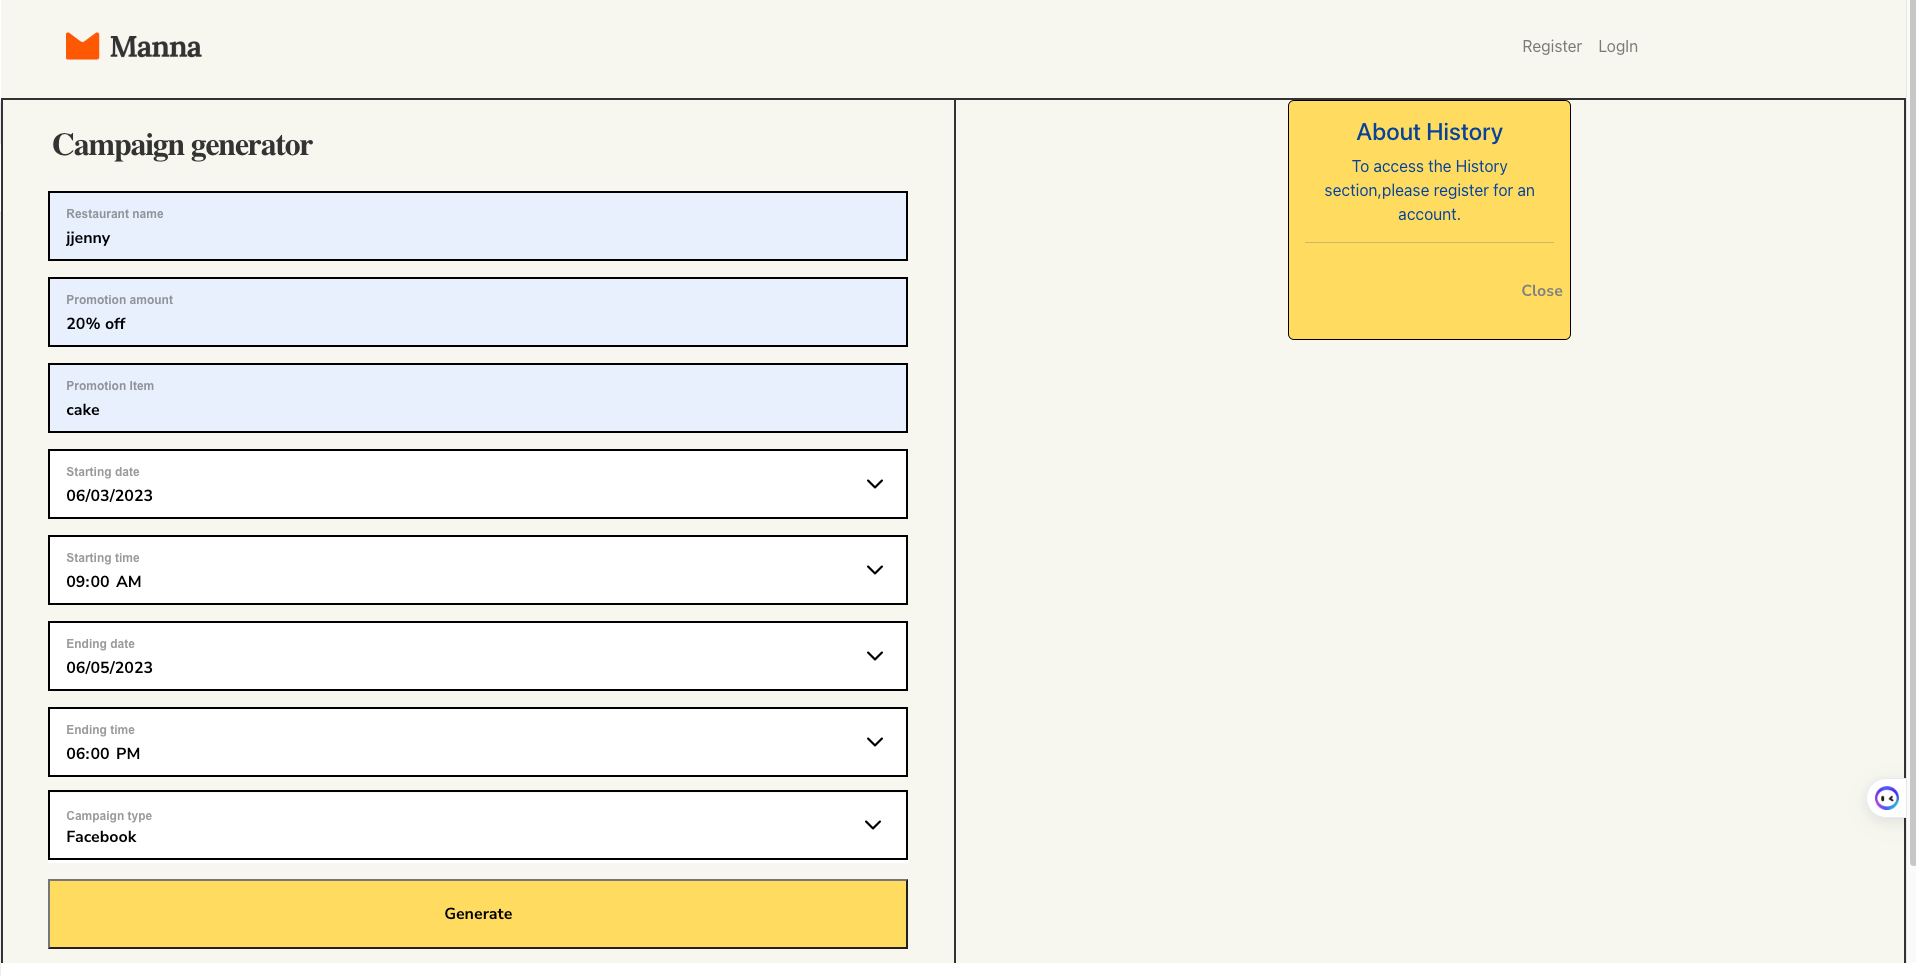 Manna
Register LogIn
Campaign generator
Restaurant name
jjenny
Promotion amount
20% off
Promotion Item
cake
Starting date
06/03/2023
Starting time
09:00 AM
Ending date
06/05/2023
Ending time
06:00 PM
Campaign type
Facebook
Generate
About History
To access the History
section,please register for an
account.
Close